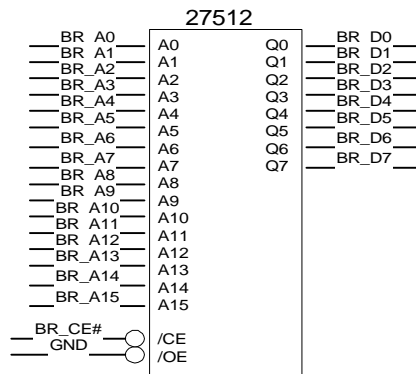 27512
BR_A0 A0 Q0 BR_D0
BR_A1 A1 Q1 BR_D1
BR_A2 A2 Q2 BR_D2
BR_A3 A3 Q3 BR_D3
BR_A4 A4 Q4 BR_D4
BR_A5 A5 Q5 BR_D5
BR_A6 A6 Q6 BR_D6
BR_A7 A7 Q7 BR_D7
BR_A8 A8
BR_A9 A9
BR_A10 A10
BR_A11 A11
BR_A12 A12
BR_A13 A13
BR_A14 A14
BR_A15 A15
BR_CE# /CE
GND /OE